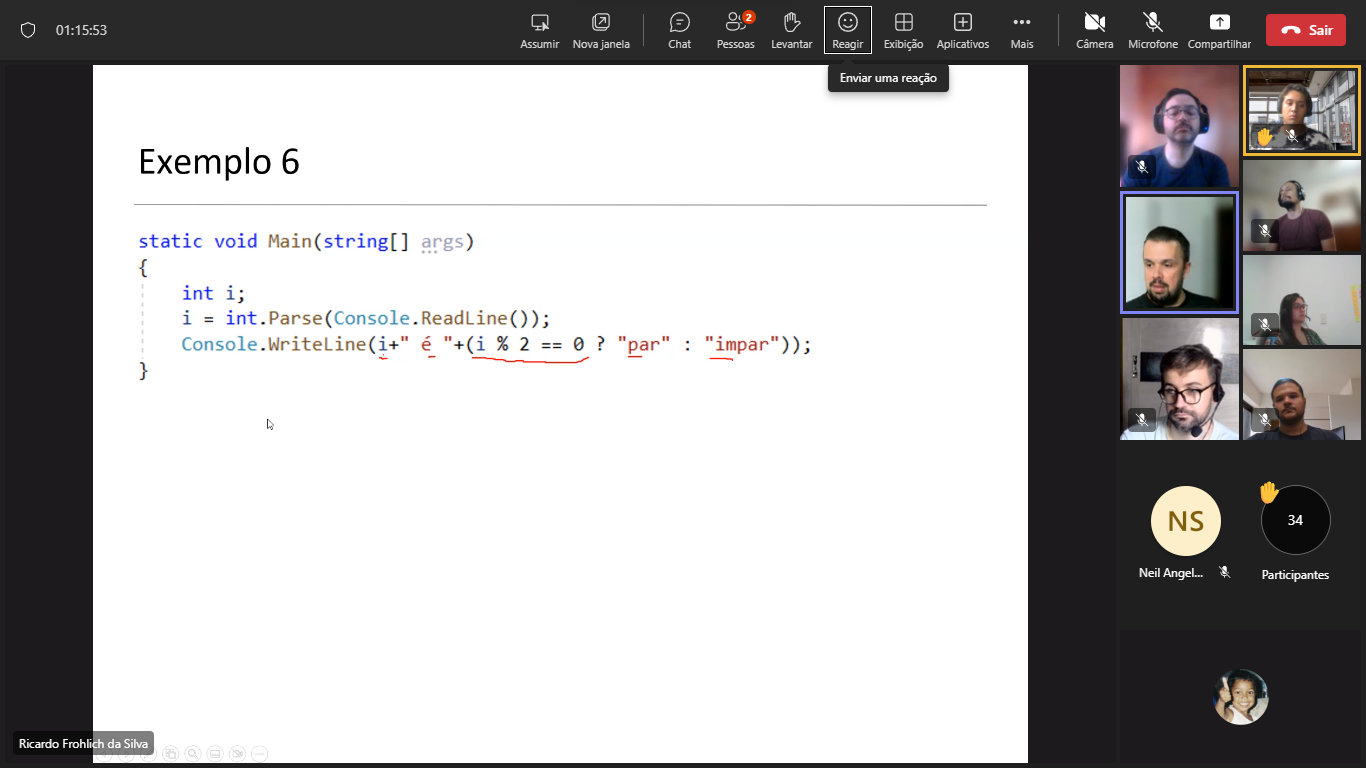 01:15:53
Assumir
Nova janela
Chat
2
Pessoas
Levantar
Reagir
Exibição
Aplicativos
Mais
Câmera
Microfone
Compartilhar
Sair
Enviar uma reação
Exemplo 6
static void Main(string[] args)
{
    int i;
    i = int.Parse(Console.ReadLine());
    Console.WriteLine(i+" é "+(i % 2 == 0 ? "par" : "impar"));
}
NS
Neil Angel...
34
Participantes
Ricardo Frohlich da Silva